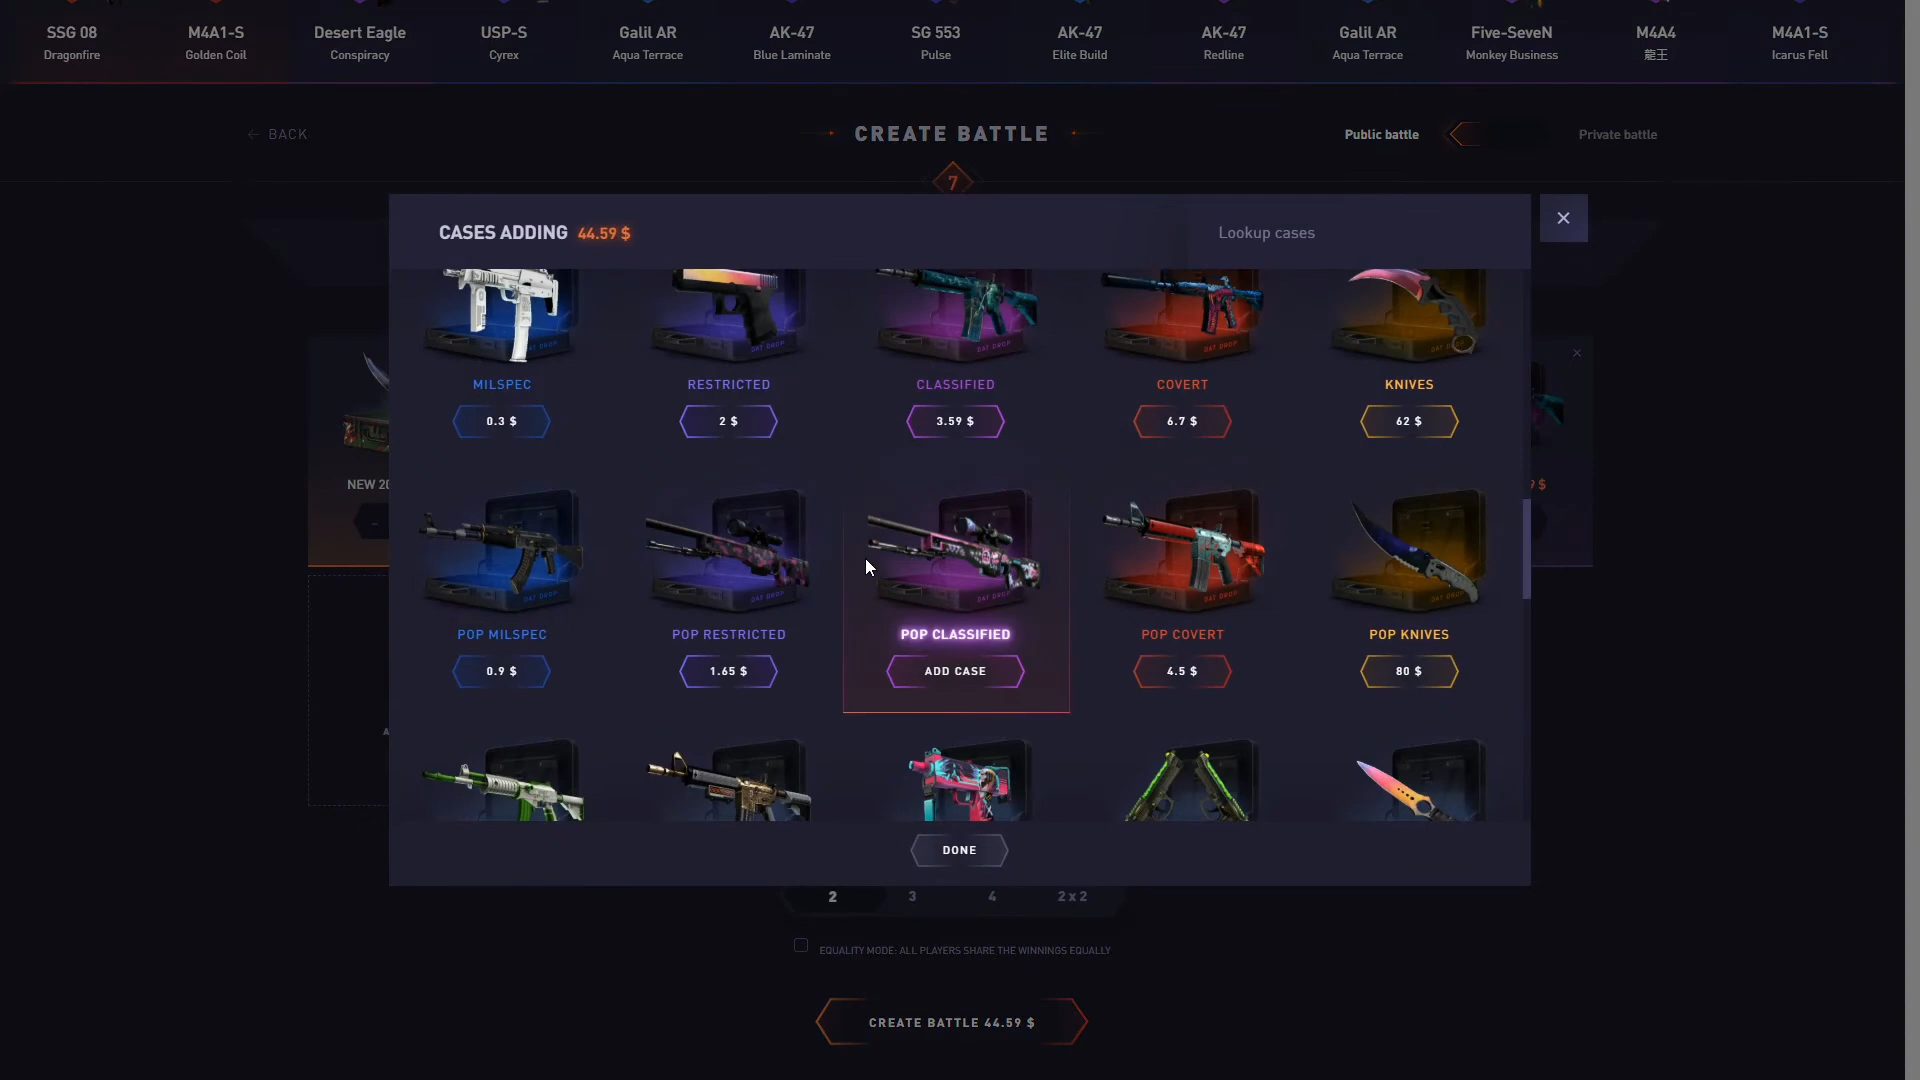 SSG 08
Dragonfire
M4A1-S
Golden Coil
Desert Eagle
Conspiracy
USP-S
Cyrex
Galil AR
Aqua Terrace
AK-47
Blue Laminate
SG 553
Pulse
AK-47
Elite Build
AK-47
Redline
Galil AR
Aqua Terrace
Five-SeveN
Monkey Business
M4A4
龍王
M4A1-S
Icarus Fell
← BACK
CREATE BATTLE
Public battle
Private battle
7
CASES ADDING 44.59 $
Lookup cases
MILSPEC
0.3 $
RESTRICTED
2 $
CLASSIFIED
3.59 $
COVERT
6.7 $
KNIVES
62 $
NEW 20
9 $
POP MILSPEC
0.9 $
POP RESTRICTED
1.65 $
POP CLASSIFIED
ADD CASE
POP COVERT
4.5 $
POP KNIVES
80 $
DONE
2 3 4 2 x 2
EQUALITY MODE: ALL PLAYERS SHARE THE WINNINGS EQUALLY
CREATE BATTLE 44.59 $